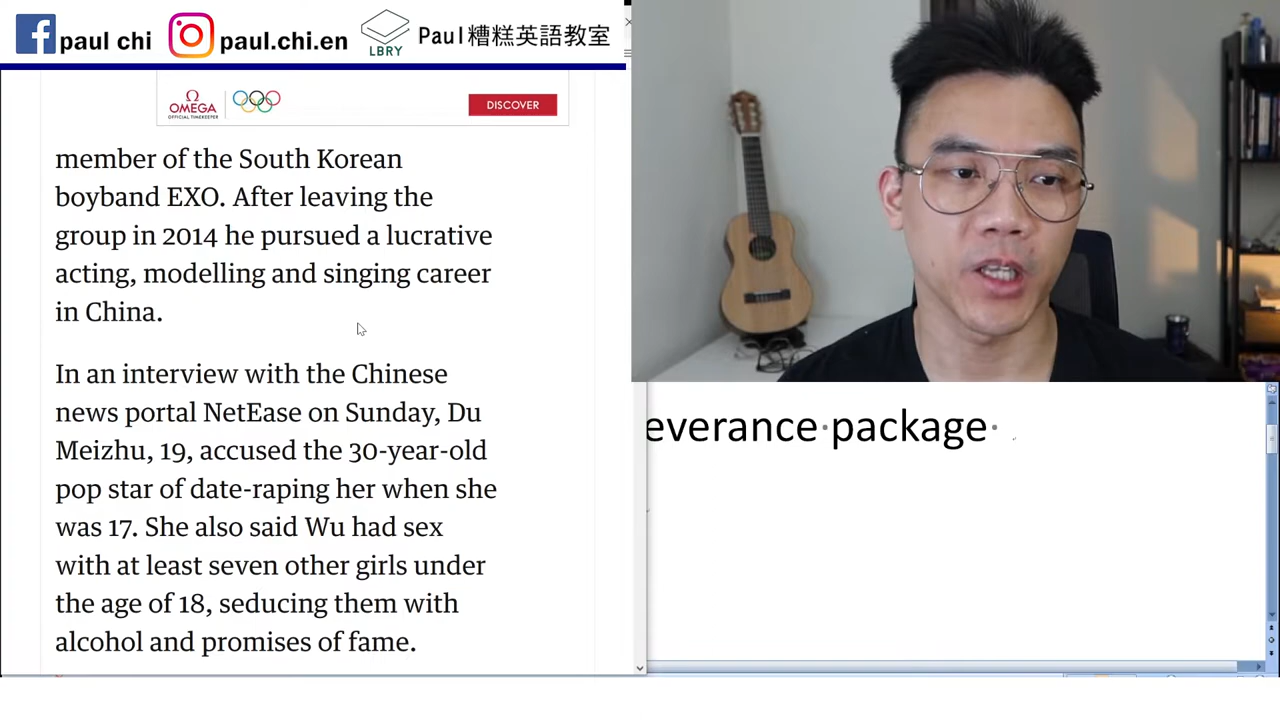 paul chi
paul.chi.en
LBRY
Paul糟糕英語教室
OMEGA
OFFICIAL TIMEKEEPER
DISCOVER
member of the South Korean
boyband EXO. After leaving the
group in 2014 he pursued a lucrative
acting, modelling and singing career
in China.
In an interview with the Chinese
news portal NetEase on Sunday, Du
Meizhu, 19, accused the 30-year-old
pop star of date-raping her when she
was 17. She also said Wu had sex
with at least seven other girls under
the age of 18, seducing them with
alcohol and promises of fame.
everance package